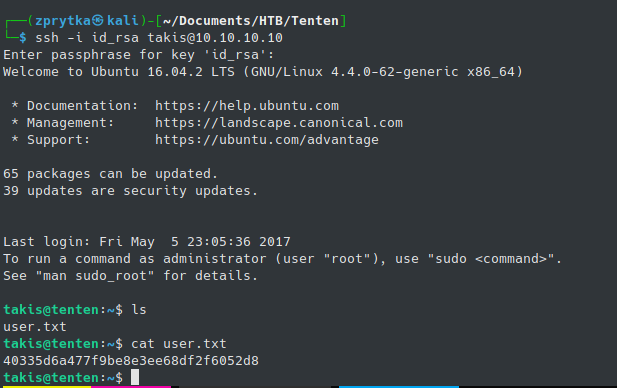 ┌──(zprytka㉿kali)-[~/Documents/HTB/Tenten]
└─$ ssh -i id_rsa takis@10.10.10.10
Enter passphrase for key 'id_rsa':
Welcome to Ubuntu 16.04.2 LTS (GNU/Linux 4.4.0-62-generic x86_64)
* Documentation:  https://help.ubuntu.com
* Management:     https://landscape.canonical.com
* Support:        https://ubuntu.com/advantage
65 packages can be updated.
39 updates are security updates.
Last login: Fri May  5 23:05:36 2017
To run a command as administrator (user "root"), use "sudo <command>".
See "man sudo_root" for details.
takis@tenten:~$ ls
user.txt
takis@tenten:~$ cat user.txt
40335d6a477f9be8e3ee68df2f6052d8
takis@tenten:~$